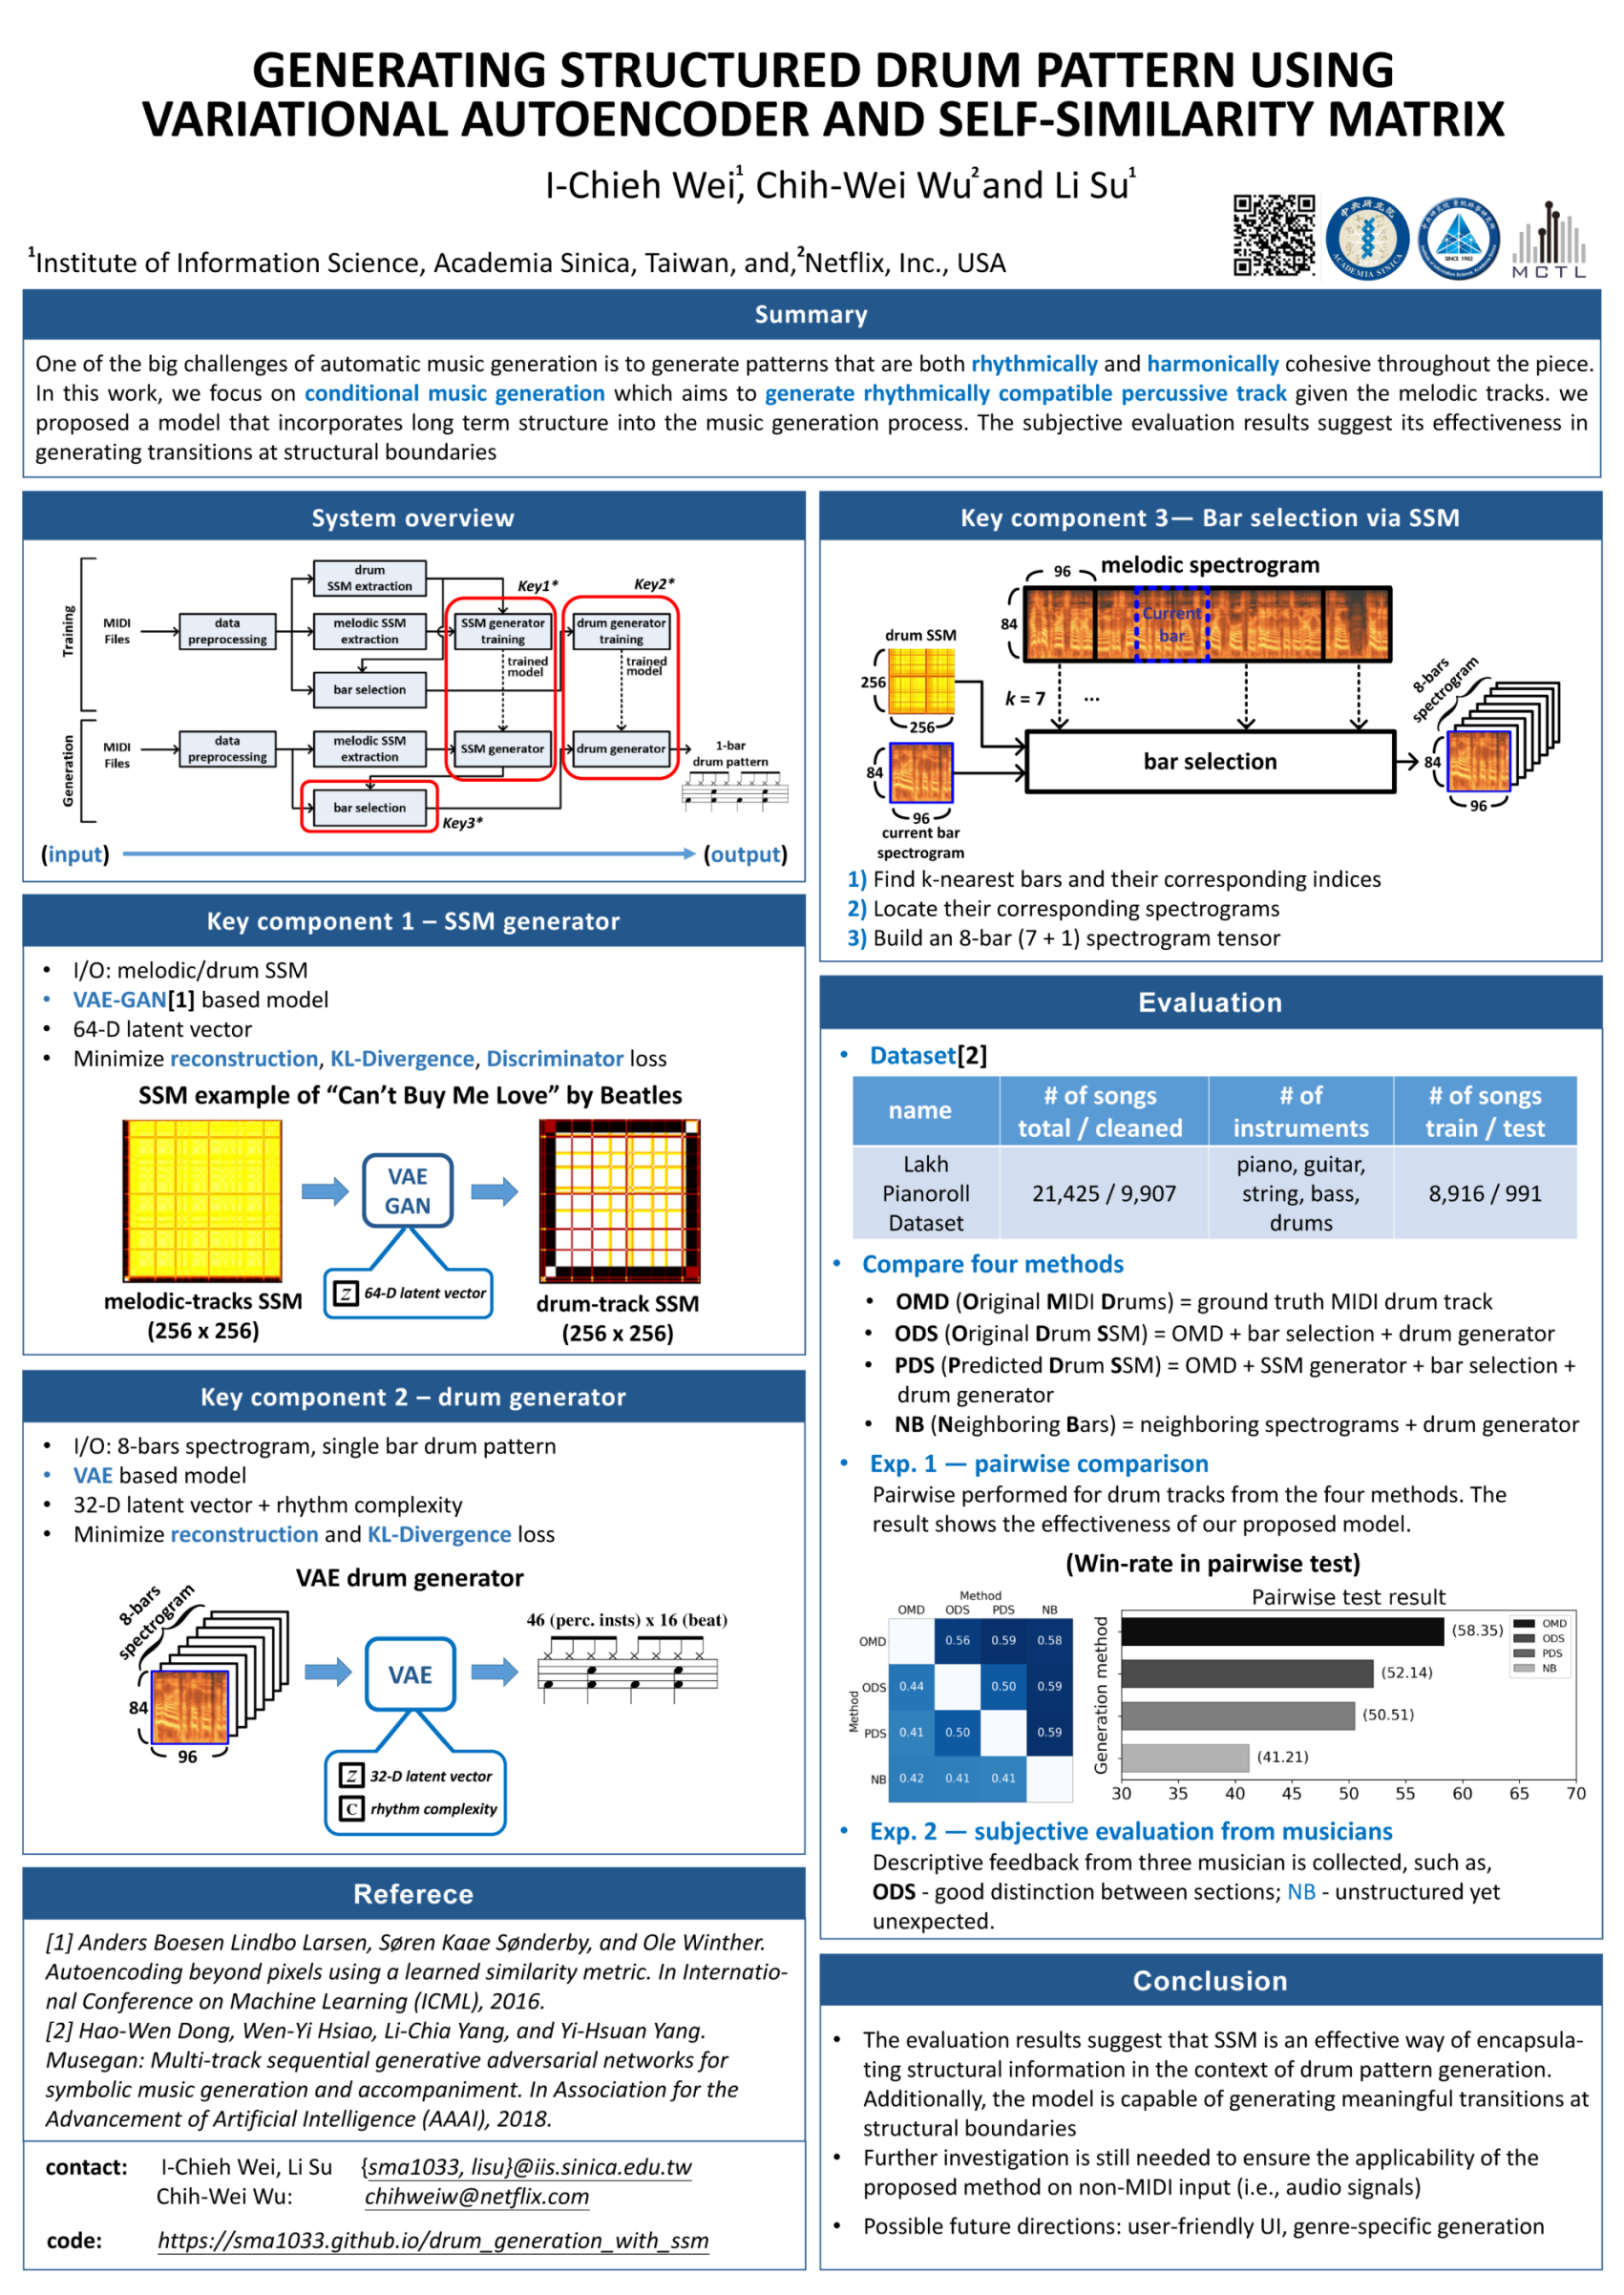 GENERATING STRUCTURED DRUM PATTERN USING
VARIATIONAL AUTOENCODER AND SELF-SIMILARITY MATRIX
I-Chieh Wei¹, Chih-Wei Wu² and Li Su¹
¹Institute of Information Science, Academia Sinica, Taiwan, and,²Netflix, Inc., USA
ACADEMIA SINICA
SINCE 1982
MCTL
Summary
One of the big challenges of automatic music generation is to generate patterns that are both rhythmically and harmonically cohesive throughout the piece.
In this work, we focus on conditional music generation which aims to generate rhythmically compatible percussive track given the melodic tracks. we
proposed a model that incorporates long term structure into the music generation process. The subjective evaluation results suggest its effectiveness in
generating transitions at structural boundaries
System overview
Training
MIDI
Files
data
preprocessing
drum
SSM extraction
melodic SSM
extraction
bar selection
Key1*
SSM generator
training
trained
model
Key2*
drum generator
training
trained
model
Generation
MIDI
Files
data
preprocessing
melodic SSM
extraction
SSM generator
drum generator
1-bar
drum pattern
bar selection
Key3*
(input)
(output)
Key component 1 – SSM generator
• I/O: melodic/drum SSM
• VAE-GAN[1] based model
• 64-D latent vector
• Minimize reconstruction, KL-Divergence, Discriminator loss
SSM example of “Can’t Buy Me Love” by Beatles
VAE
GAN
Z 64-D latent vector
melodic-tracks SSM
(256 x 256)
drum-track SSM
(256 x 256)
Key component 2 – drum generator
• I/O: 8-bars spectrogram, single bar drum pattern
• VAE based model
• 32-D latent vector + rhythm complexity
• Minimize reconstruction and KL-Divergence loss
VAE drum generator
8-bars
spectrogram
84
96
VAE
46 (perc. insts) x 16 (beat)
Z 32-D latent vector
C rhythm complexity
Referece
[1] Anders Boesen Lindbo Larsen, Søren Kaae Sønderby, and Ole Winther.
Autoencoding beyond pixels using a learned similarity metric. In Internatio-
nal Conference on Machine Learning (ICML), 2016.
[2] Hao-Wen Dong, Wen-Yi Hsiao, Li-Chia Yang, and Yi-Hsuan Yang.
Musegan: Multi-track sequential generative adversarial networks for
symbolic music generation and accompaniment. In Association for the
Advancement of Artificial Intelligence (AAAI), 2018.
contact: I-Chieh Wei, Li Su {sma1033, lisu}@iis.sinica.edu.tw
Chih-Wei Wu: chihweiw@netflix.com
code: https://sma1033.github.io/drum_generation_with_ssm
Key component 3— Bar selection via SSM
96
melodic spectrogram
84
Current
bar
drum SSM
256
256
k = 7 ...
84
96
current bar
spectrogram
bar selection
8-bars
spectrogram
84
96
1) Find k-nearest bars and their corresponding indices
2) Locate their corresponding spectrograms
3) Build an 8-bar (7 + 1) spectrogram tensor
Evaluation
• Dataset[2]
name
# of songs
total / cleaned
# of
instruments
# of songs
train / test
Lakh
Pianoroll
Dataset
21,425 / 9,907
piano, guitar,
string, bass,
drums
8,916 / 991
• Compare four methods
• OMD (Original MIDI Drums) = ground truth MIDI drum track
• ODS (Original Drum SSM) = OMD + bar selection + drum generator
• PDS (Predicted Drum SSM) = OMD + SSM generator + bar selection +
drum generator
• NB (Neighboring Bars) = neighboring spectrograms + drum generator
• Exp. 1 — pairwise comparison
Pairwise performed for drum tracks from the four methods. The
result shows the effectiveness of our proposed model.
(Win-rate in pairwise test)
Method
OMD ODS PDS NB
Method
OMD 0.56 0.59 0.58
ODS 0.44 0.50 0.59
PDS 0.41 0.50 0.59
NB 0.42 0.41 0.41
Pairwise test result
Generation method
(58.35)
(52.14)
(50.51)
(41.21)
OMD
ODS
PDS
NB
30 35 40 45 50 55 60 65 70
• Exp. 2 — subjective evaluation from musicians
Descriptive feedback from three musician is collected, such as,
ODS - good distinction between sections; NB - unstructured yet
unexpected.
Conclusion
• The evaluation results suggest that SSM is an effective way of encapsula-
ting structural information in the context of drum pattern generation.
Additionally, the model is capable of generating meaningful transitions at
structural boundaries
• Further investigation is still needed to ensure the applicability of the
proposed method on non-MIDI input (i.e., audio signals)
• Possible future directions: user-friendly UI, genre-specific generation